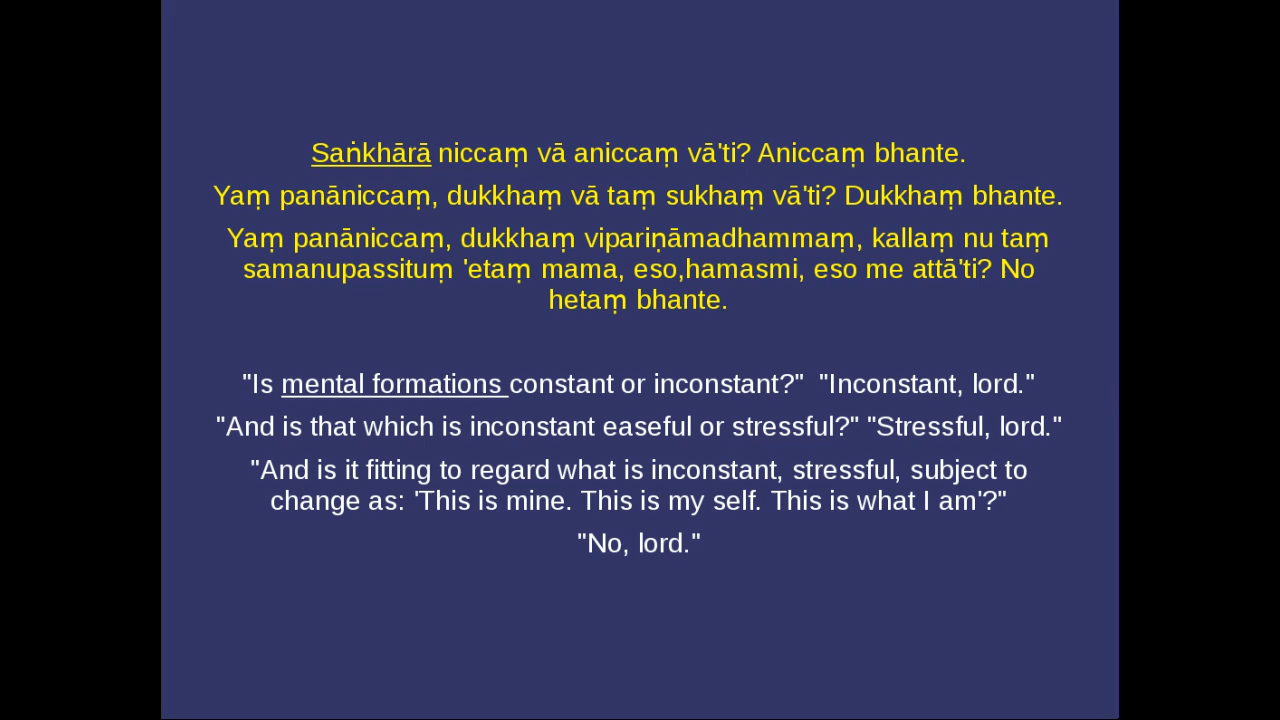 Saṅkhārā niccaṃ vā aniccaṃ vā'ti? Aniccaṃ bhante.
Yaṃ panāniccaṃ, dukkhaṃ vā taṃ sukhaṃ vā'ti? Dukkhaṃ bhante.
Yaṃ panāniccaṃ, dukkhaṃ vipariṇāmadhammaṃ, kallaṃ nu taṃ
samanupassituṃ 'etaṃ mama, eso,hamasmi, eso me attā'ti? No
hetaṃ bhante.
"Is mental formations constant or inconstant?"  "Inconstant, lord."
"And is that which is inconstant easeful or stressful?" "Stressful, lord."
"And is it fitting to regard what is inconstant, stressful, subject to
change as: 'This is mine. This is my self. This is what I am'?"
"No, lord."